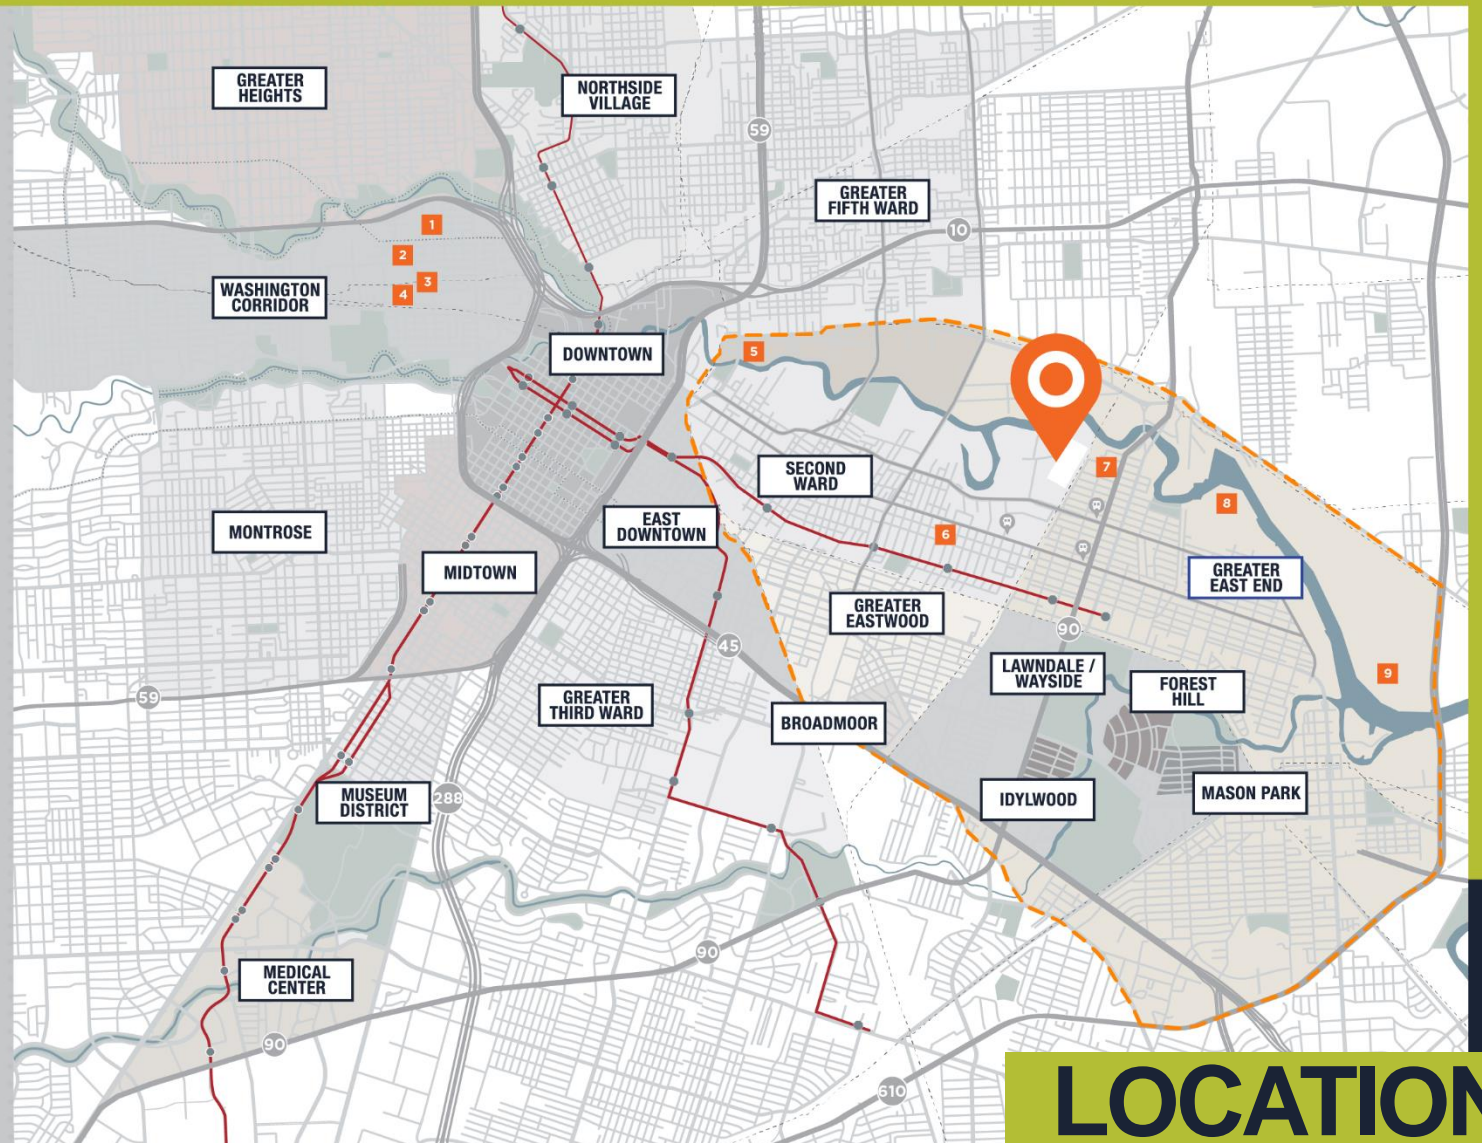 GREATER
HEIGHTS
NORTHSIDE
VILLAGE
59
GREATER
FIFTH WARD
1
10
2
3
WASHINGTON
CORRIDOR
4
DOWNTOWN
5
SECOND
WARD
7
8
MONTROSE
EAST
DOWNTOWN
6
MIDTOWN
GREATER
EAST END
GREATER
EASTWOOD
90
45
LAWNDALE /
WAYSIDE
9
59
GREATER
THIRD WARD
FOREST
HILL
BROADMOOR
MUSEUM
DISTRICT
288
IDYLWOOD
MASON PARK
90
MEDICAL
CENTER
90
610
LOCATION